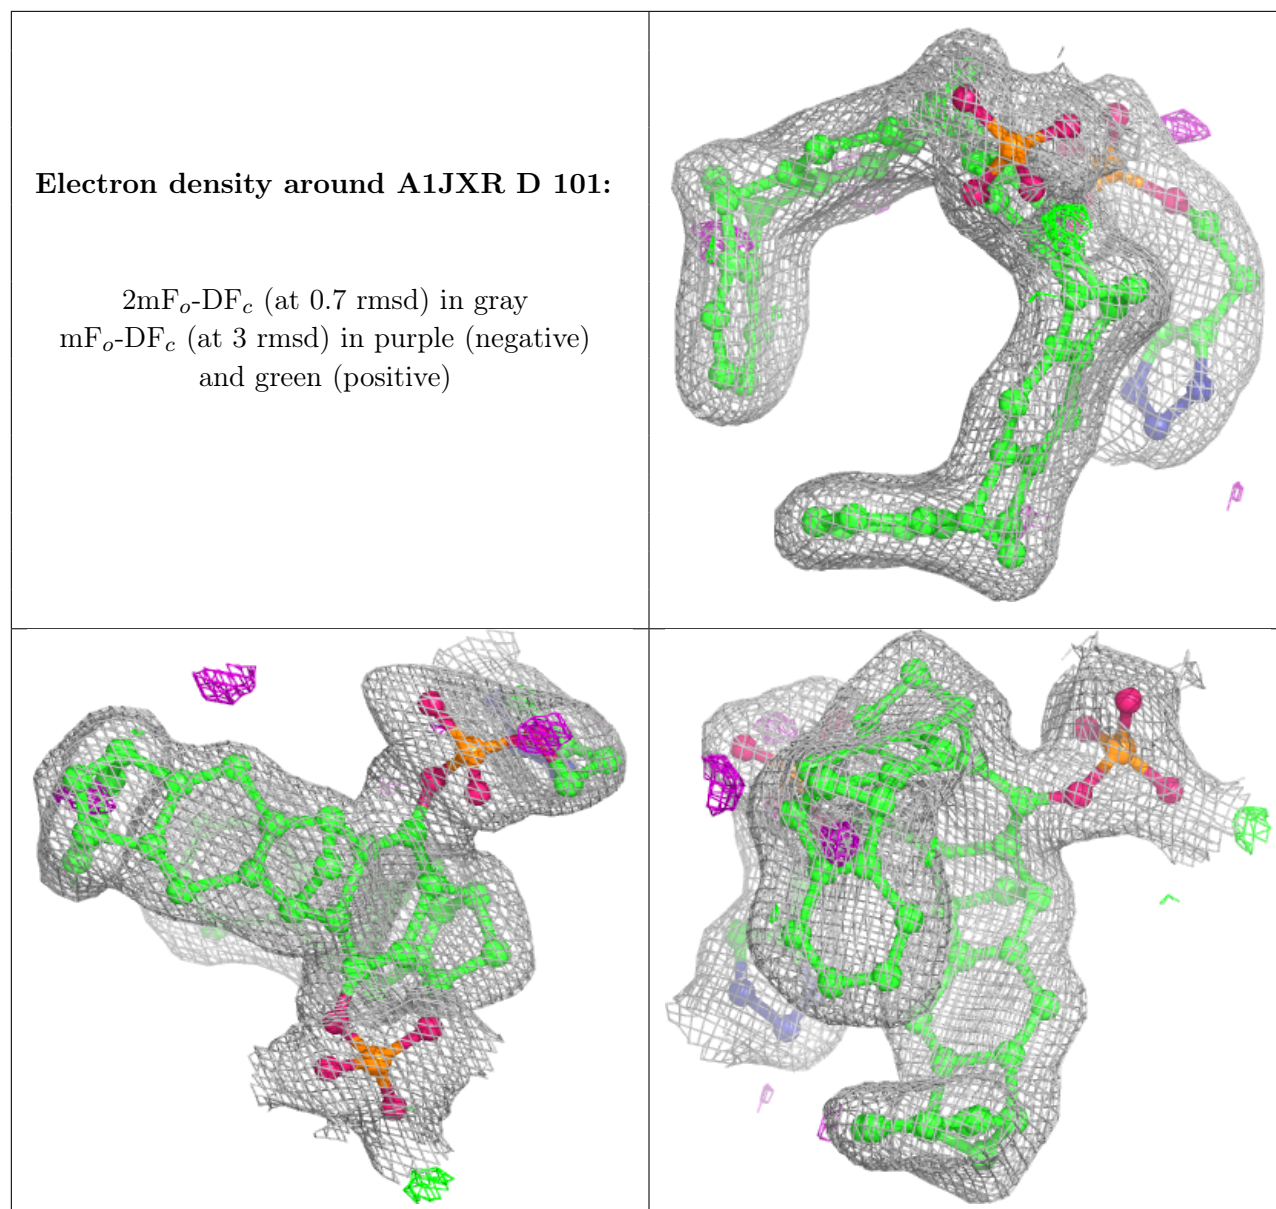 Electron density around A1JXR D 101:
2mFₒ-DF𝒸 (at 0.7 rmsd) in gray
mFₒ-DF𝒸 (at 3 rmsd) in purple (negative)
and green (positive)